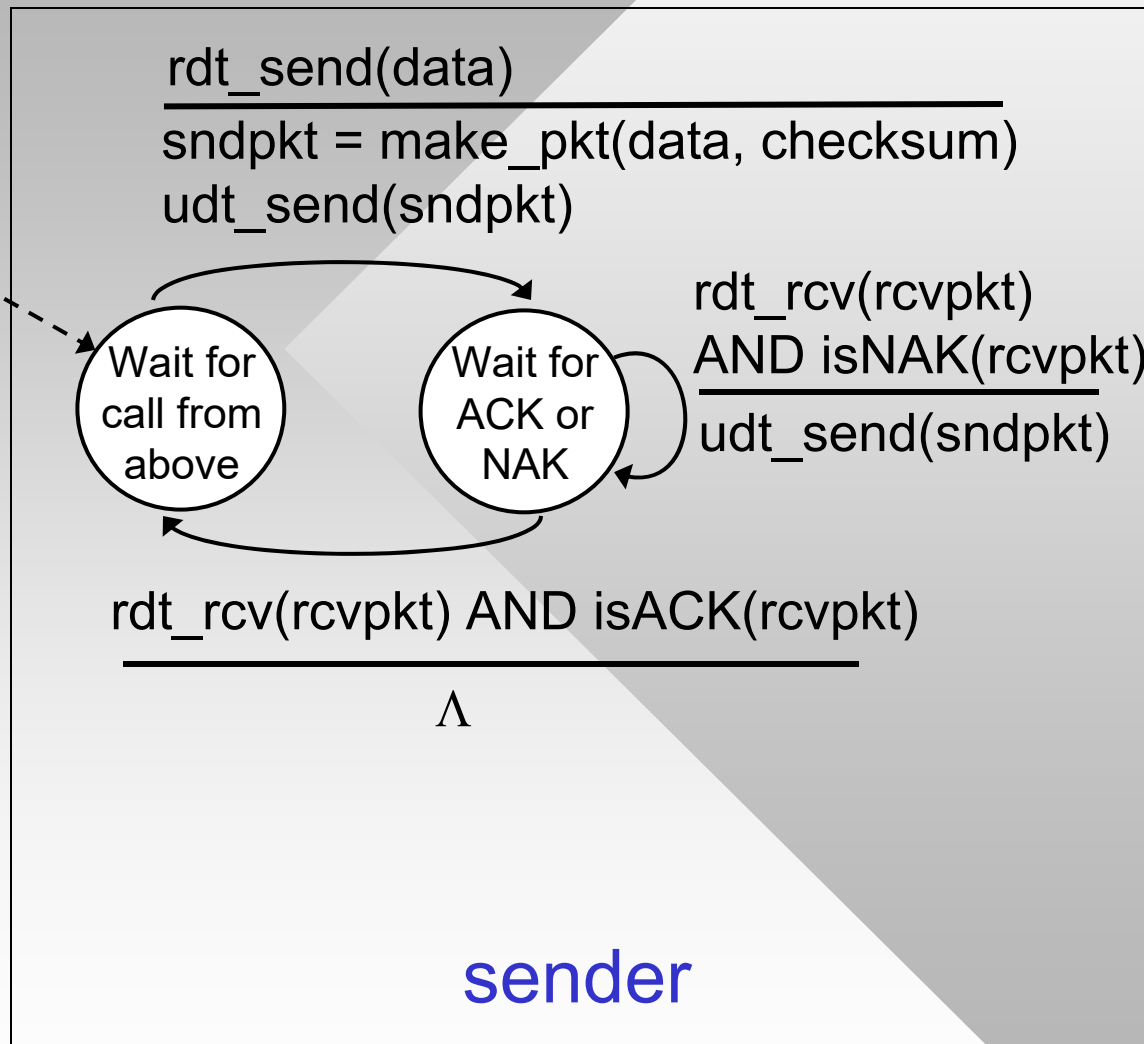 rdt_send(data)
sndpkt = make_pkt(data, checksum)
udt_send(sndpkt)
Wait for
call from
above
Wait for
ACK or
NAK
rdt_rcv(rcvpkt)
AND isNAK(rcvpkt)
udt_send(sndpkt)
rdt_rcv(rcvpkt) AND isACK(rcvpkt)
Λ
sender